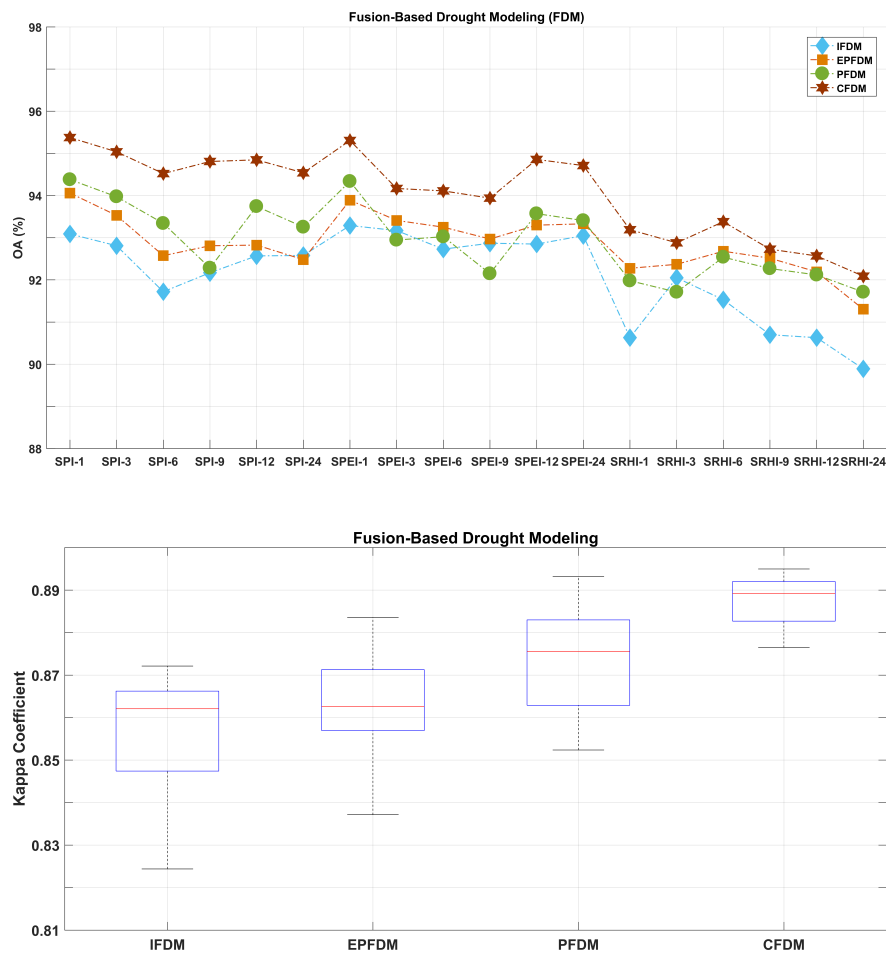 Fusion-Based Drought Modeling (FDM)
98
96
94
92
90
88
OA (%)
IFDM
EPFDM
PFDM
CFDM
SPI-1 SPI-3 SPI-6 SPI-9 SPI-12 SPI-24 SPEI-1 SPEI-3 SPEI-6 SPEI-9 SPEI-12 SPEI-24 SRHI-1 SRHI-3 SRHI-6 SRHI-9 SRHI-12 SRHI-24
Fusion-Based Drought Modeling
0.89
0.87
0.85
0.83
0.81
Kappa Coefficient
IFDM EPFDM PFDM CFDM